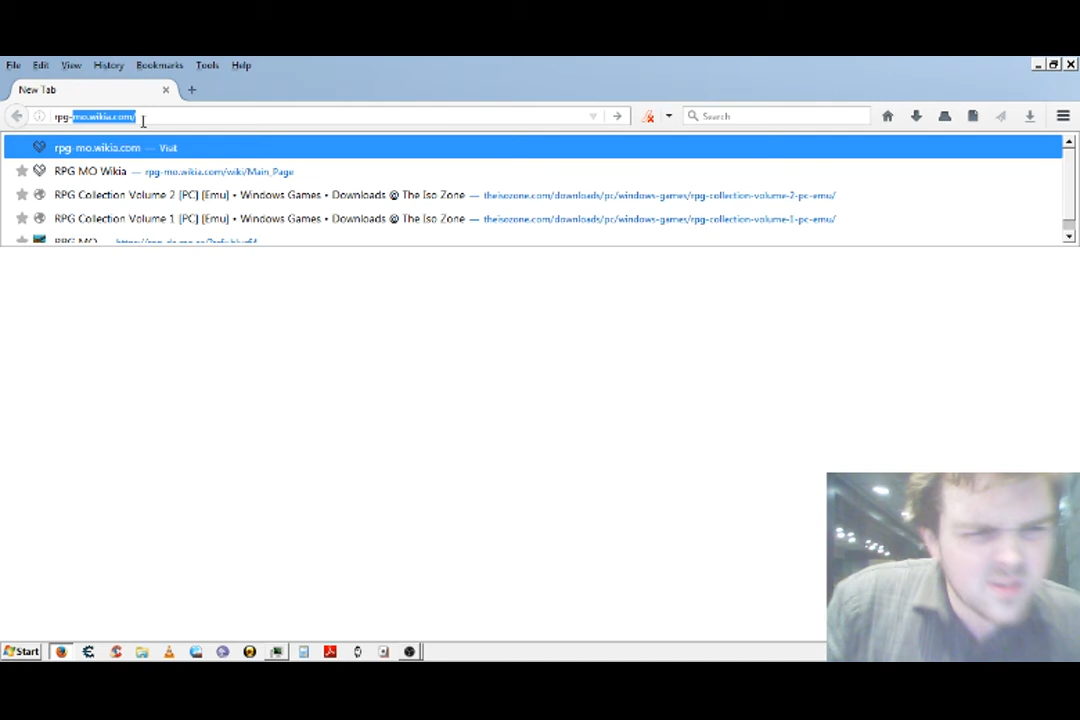 File Edit View History Bookmarks Tools Help
New Tab
rpg-mo.wikia.com/
Search
rpg-mo.wikia.com — Visit
RPG MO Wikia — rpg-mo.wikia.com/wiki/Main_Page
RPG Collection Volume 2 [PC] [Emu] • Windows Games • Downloads @ The Iso Zone — theisozone.com/downloads/pc/windows-games/rpg-collection-volume-2-pc-emu/
RPG Collection Volume 1 [PC] [Emu] • Windows Games • Downloads @ The Iso Zone — theisozone.com/downloads/pc/windows-games/rpg-collection-volume-1-pc-emu/
RPG MO —
Start